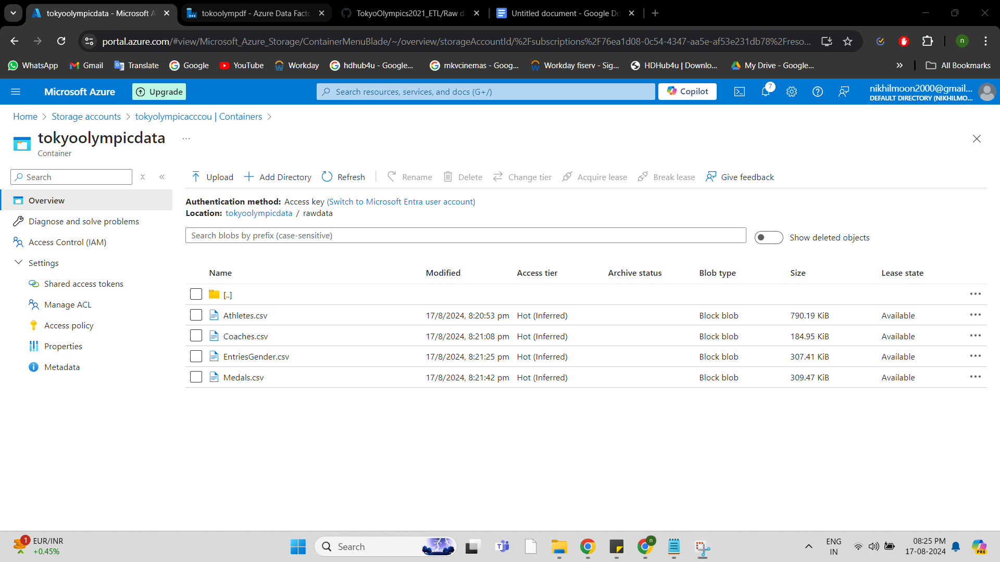 tokyoolympicdata - Microsoft A
tokoolympdf - Azure Data Facto
TokyoOlympics2021_ETL/Raw d
Untitled document - Google Do
portal.azure.com/#view/Microsoft_Azure_Storage/ContainerMenuBlade/~/overview/storageAccountId/%2Fsubscriptions%2F76ea1d08-0c54-4347-aa5e-af53e231db78%2Freso...
n
WhatsApp
Gmail
Translate
Google
YouTube
Workday
hdhub4u - Google...
mkvcinemas - Goog...
Workday fiserv - Sig...
HDHub4u | Downlo...
My Drive - Google...
All Bookmarks
Microsoft Azure
Upgrade
Search resources, services, and docs (G+/)
Copilot
7
nikhilmoon2000@gmail...
DEFAULT DIRECTORY (NIKHILMO...
Home > Storage accounts > tokyolympicacccou | Containers >
tokyoolympicdata ...
Container
Search
Upload
Add Directory
Refresh
Rename
Delete
Change tier
Acquire lease
Break lease
Give feedback
Overview
Diagnose and solve problems
Access Control (IAM)
Settings
Shared access tokens
Manage ACL
Access policy
Properties
Metadata
Authentication method: Access key (Switch to Microsoft Entra user account)
Location: tokyoolympicdata / rawdata
Search blobs by prefix (case-sensitive)
Show deleted objects
Name Modified Access tier Archive status Blob type Size Lease state
[..]
Athletes.csv 17/8/2024, 8:20:53 pm Hot (Inferred) Block blob 790.19 KiB Available
Coaches.csv 17/8/2024, 8:21:08 pm Hot (Inferred) Block blob 184.95 KiB Available
EntriesGender.csv 17/8/2024, 8:21:25 pm Hot (Inferred) Block blob 307.41 KiB Available
Medals.csv 17/8/2024, 8:21:42 pm Hot (Inferred) Block blob 309.47 KiB Available
1
EUR/INR
+0.45%
Search
n
ENG
IN
08:25 PM
17-08-2024
PRE